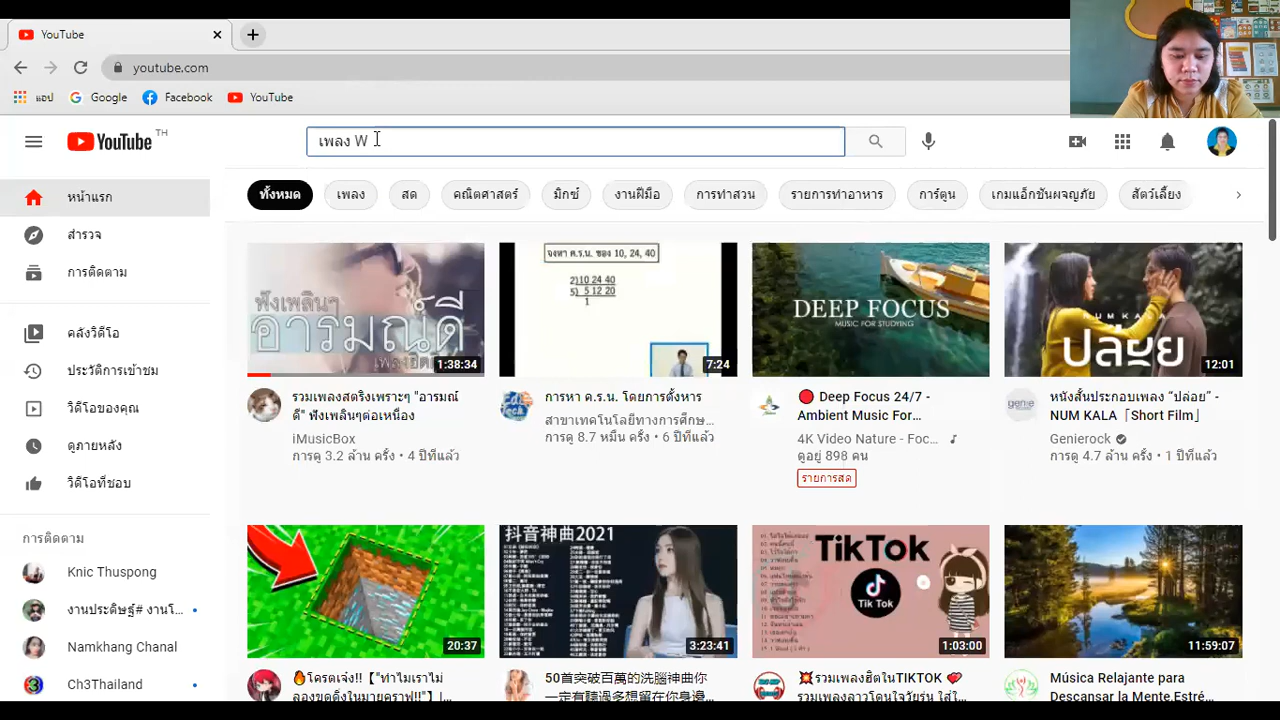 YouTube
youtube.com
แอป Google Facebook YouTube
YouTube TH
เพลง W
ทั้งหมด เพลง สด คณิตศาสตร์ มิกซ์ งานฝีมือ การทำสวน รายการทำอาหาร การ์ตูน เกมแอ็กชันผจญภัย สัตว์เลี้ยง
หน้าแรก
สำรวจ
การติดตาม
คลังวิดีโอ
ประวัติการเข้าชม
วิดีโอของคุณ
ดูภายหลัง
วิดีโอที่ชอบ
การติดตาม
Knic Thuspong
งานประดิษฐ์# งานโ...
Namkhang Chanal
Ch3Thailand
ฟังเพลินๆ
อารมณ์ดี
1:38:34
รวมเพลงสตริงเพราะๆ "อารมณ์
ดี" ฟังเพลินๆต่อเนื่อง
iMusicBox
การดู 3.2 ล้าน ครั้ง • 4 ปีที่แล้ว
จงหา ค.ร.น. ของ 10, 24, 40
2)10 24 40
5) 5 12 20
1
7:24
การหา ค.ร.น. โดยการตั้งหาร
สาขาเทคโนโลยีทางการศึกษ...
การดู 8.7 หมื่น ครั้ง • 6 ปีที่แล้ว
DEEP FOCUS
MUSIC FOR STUDYING
Deep Focus 24/7 -
Ambient Music For...
4K Video Nature - Foc...
ดูอยู่ 898 คน
รายการสด
NUM KALA
ปล่อย
12:01
genie
หนังสั้นประกอบเพลง “ปล่อย” -
NUM KALA「Short Film」
Genierock
การดู 4.7 ล้าน ครั้ง • 1 ปีที่แล้ว
20:37
โครตเจ๋ง!!【"ถ้าไมเราไม่
抖音神曲2021
3:23:41
50首突破百萬的洗腦神曲你
一定有聽過多想留在你身邊
TikTok
Tik Tok
1:03:00
รวมเพลงฮิตในTIKTOK
รวมเพลงลาวโดนใจวัยรุ่น ใส่ใ
11:59:07
Música Relajante para
Descansar la Mente,Estré